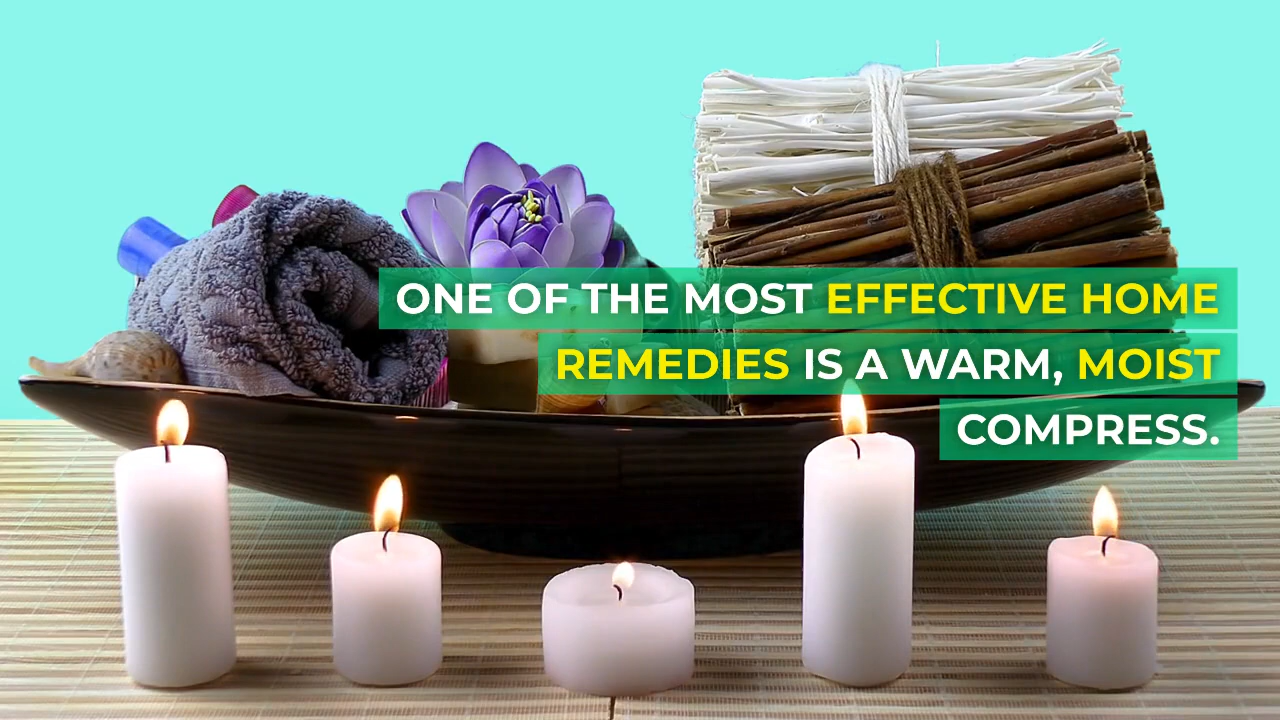 ONE OF THE MOST EFFECTIVE HOME
REMEDIES IS A WARM, MOIST
COMPRESS.